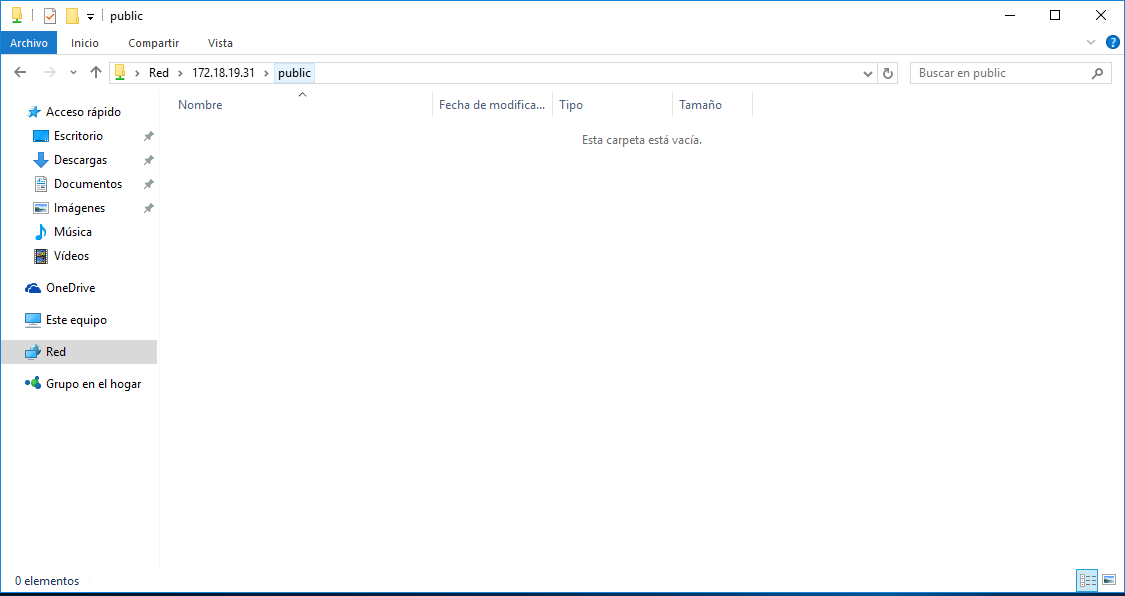 public
Archivo Inicio Compartir Vista
Red 172.18.19.31 public Buscar en public
Nombre Fecha de modifica... Tipo Tamaño
Esta carpeta está vacía.
Acceso rápido
Escritorio
Descargas
Documentos
Imágenes
Música
Vídeos
OneDrive
Este equipo
Red
Grupo en el hogar
0 elementos